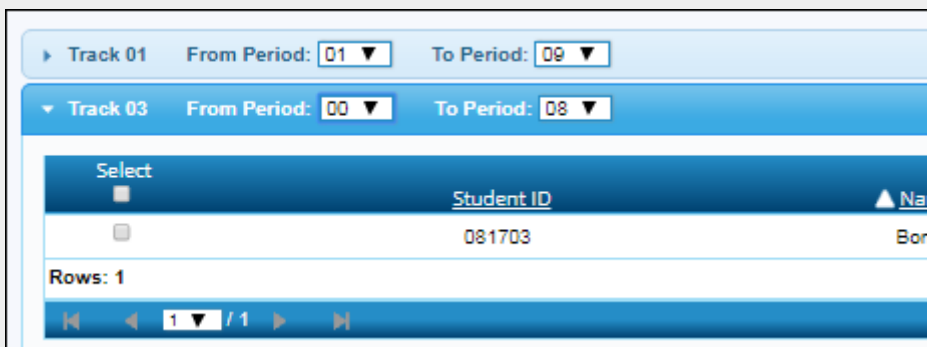 Track 01 From Period: 01 To Period: 09
Track 03 From Period: 00 To Period: 08
Select
Student ID
081703
Rows: 1
1 / 1